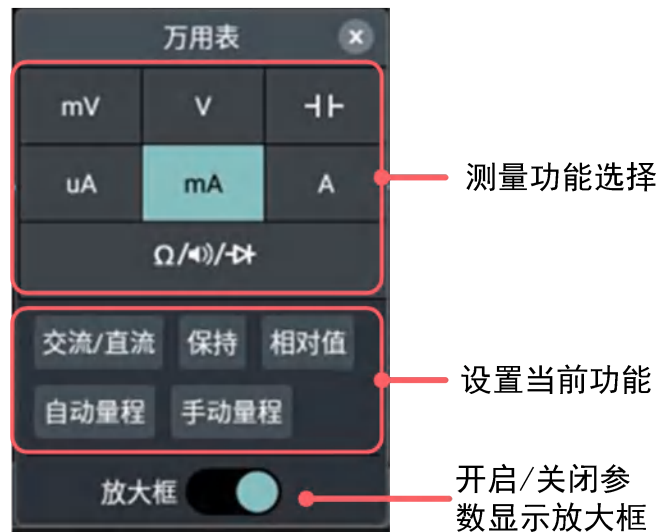 万用表
mV V
uA mA A
测量功能选择
Ω/
交流/直流 保持 相对值
设置当前功能
自动量程 手动量程
放大框
开启/关闭参
数显示放大框